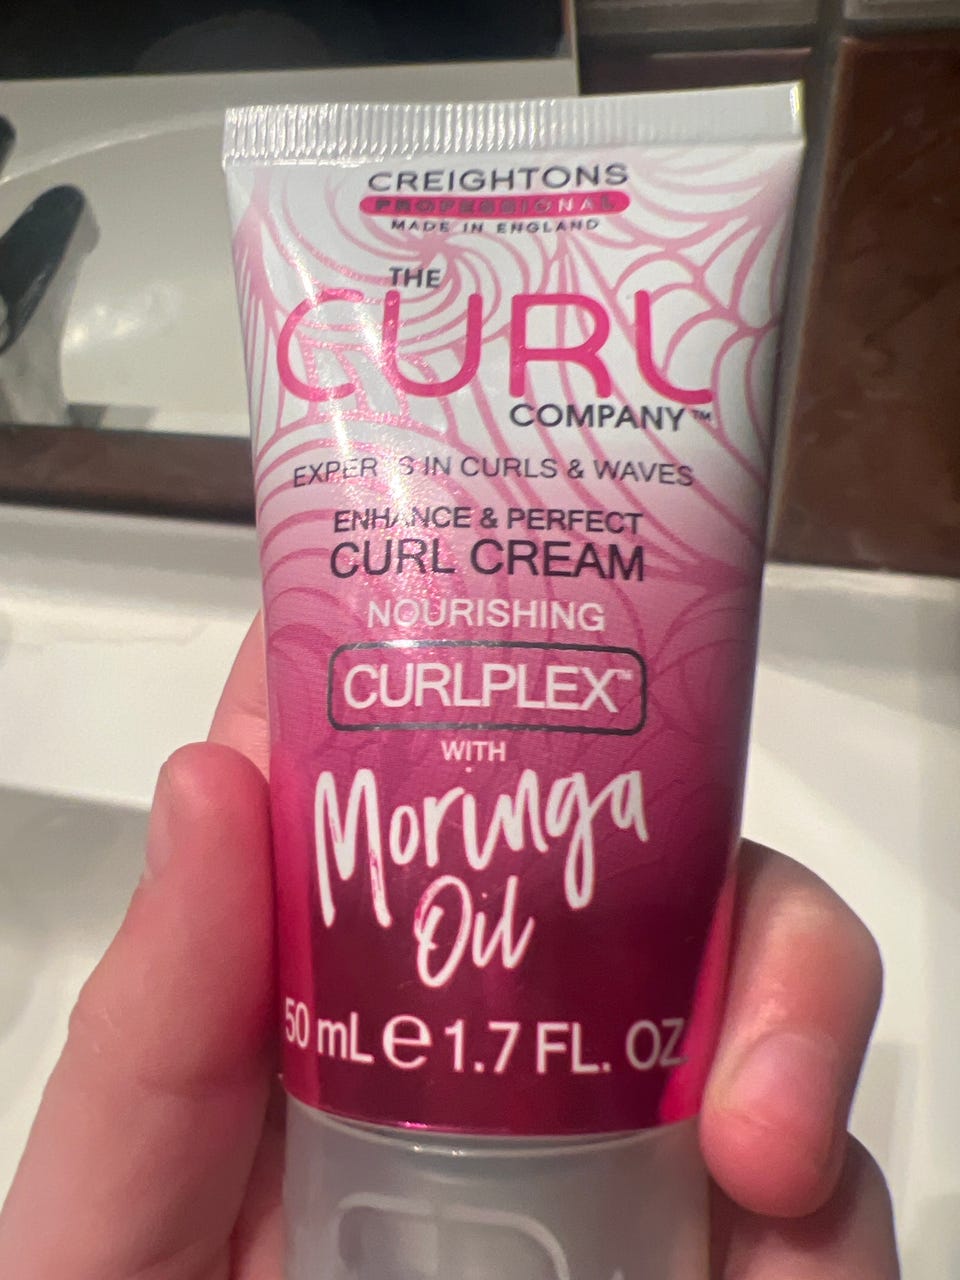 CREIGHTONS
PROFESSIONAL
MADE IN ENGLAND
THE
CURL
COMPANY™
EXPERTS IN CURLS & WAVES
ENHANCE & PERFECT
CURL CREAM
NOURISHING
CURLPLEX™
WITH
Moringa
Oil
50 mL e 1.7 FL. OZ